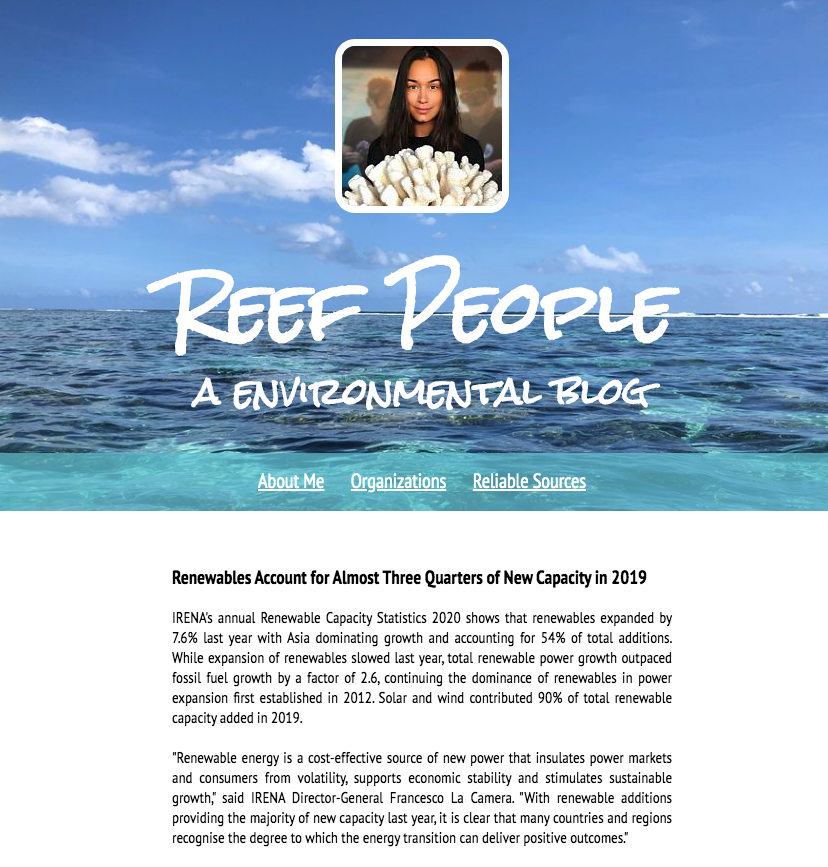 Reef People
a environmental blog
About Me Organizations Reliable Sources
Renewables Account for Almost Three Quarters of New Capacity in 2019
IRENA's annual Renewable Capacity Statistics 2020 shows that renewables expanded by
7.6% last year with Asia dominating growth and accounting for 54% of total additions.
While expansion of renewables slowed last year, total renewable power growth outpaced
fossil fuel growth by a factor of 2.6, continuing the dominance of renewables in power
expansion first established in 2012. Solar and wind contributed 90% of total renewable
capacity added in 2019.
"Renewable energy is a cost-effective source of new power that insulates power markets
and consumers from volatility, supports economic stability and stimulates sustainable
growth," said IRENA Director-General Francesco La Camera. "With renewable additions
providing the majority of new capacity last year, it is clear that many countries and regions
recognise the degree to which the energy transition can deliver positive outcomes."